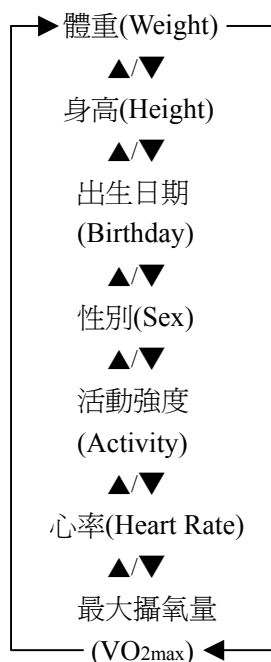 體重(Weight)
▲/▼
身高(Height)
▲/▼
出生日期
(Birthday)
▲/▼
性別(Sex)
▲/▼
活動強度
(Activity)
▲/▼
心率(Heart Rate)
▲/▼
最大攝氧量
(VO2max)